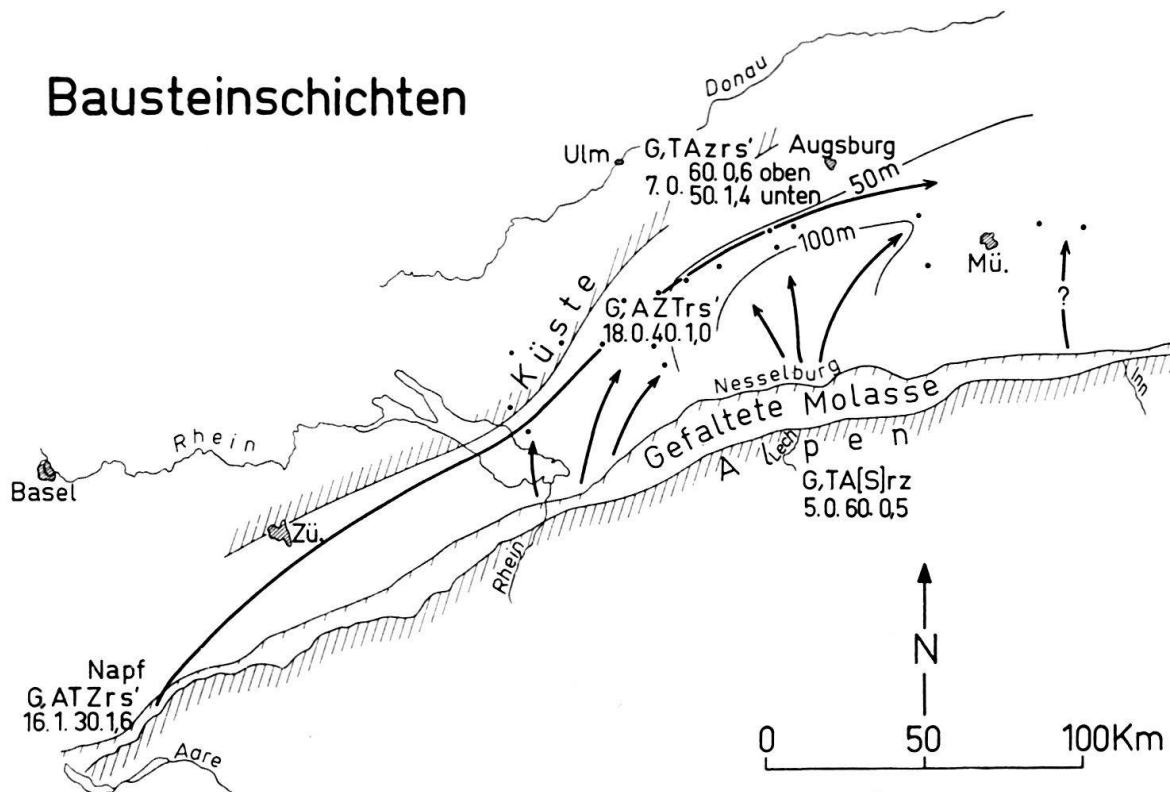 Bausteinschichten
Donau
Ulm
G,TAzrs'
60.0,6 oben
7.0.
50.1,4 unten
Augsburg
50m
100m
Mü.
Küste
G,AZTrs'
18.0.40.1,0
?
Nesselburg
Gefaltete Molasse
Alpen
Lech
Inn
G,TA[S]rz
5.0.60.0,5
Rhein
Basel
Zü.
Rhein
Napf
G,ATZrs'
16.1.30.1,6
Aare
N
0 50 100Km